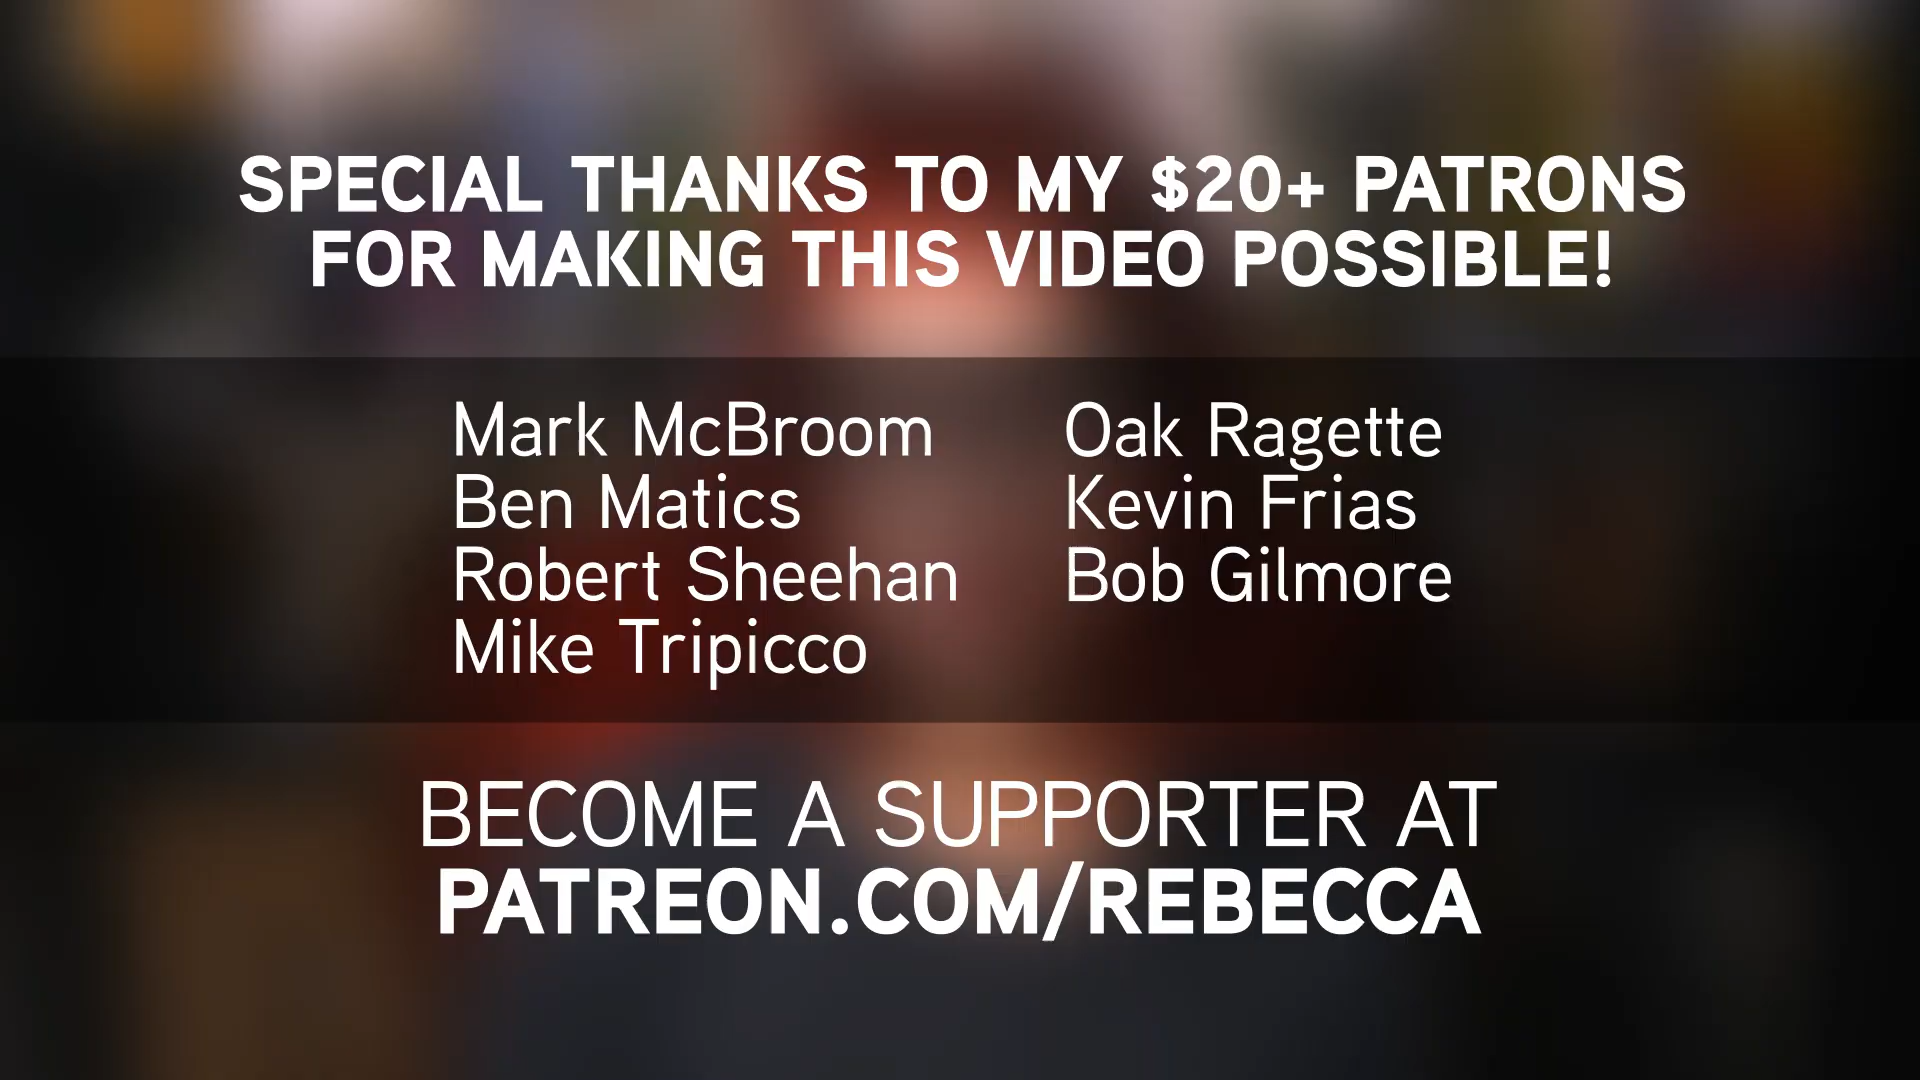 SPECIAL THANKS TO MY $20+ PATRONS
FOR MAKING THIS VIDEO POSSIBLE!
Mark McBroom
Ben Matics
Robert Sheehan
Mike Tripicco
Oak Ragette
Kevin Frias
Bob Gilmore
BECOME A SUPPORTER AT
PATREON.COM/REBECCA